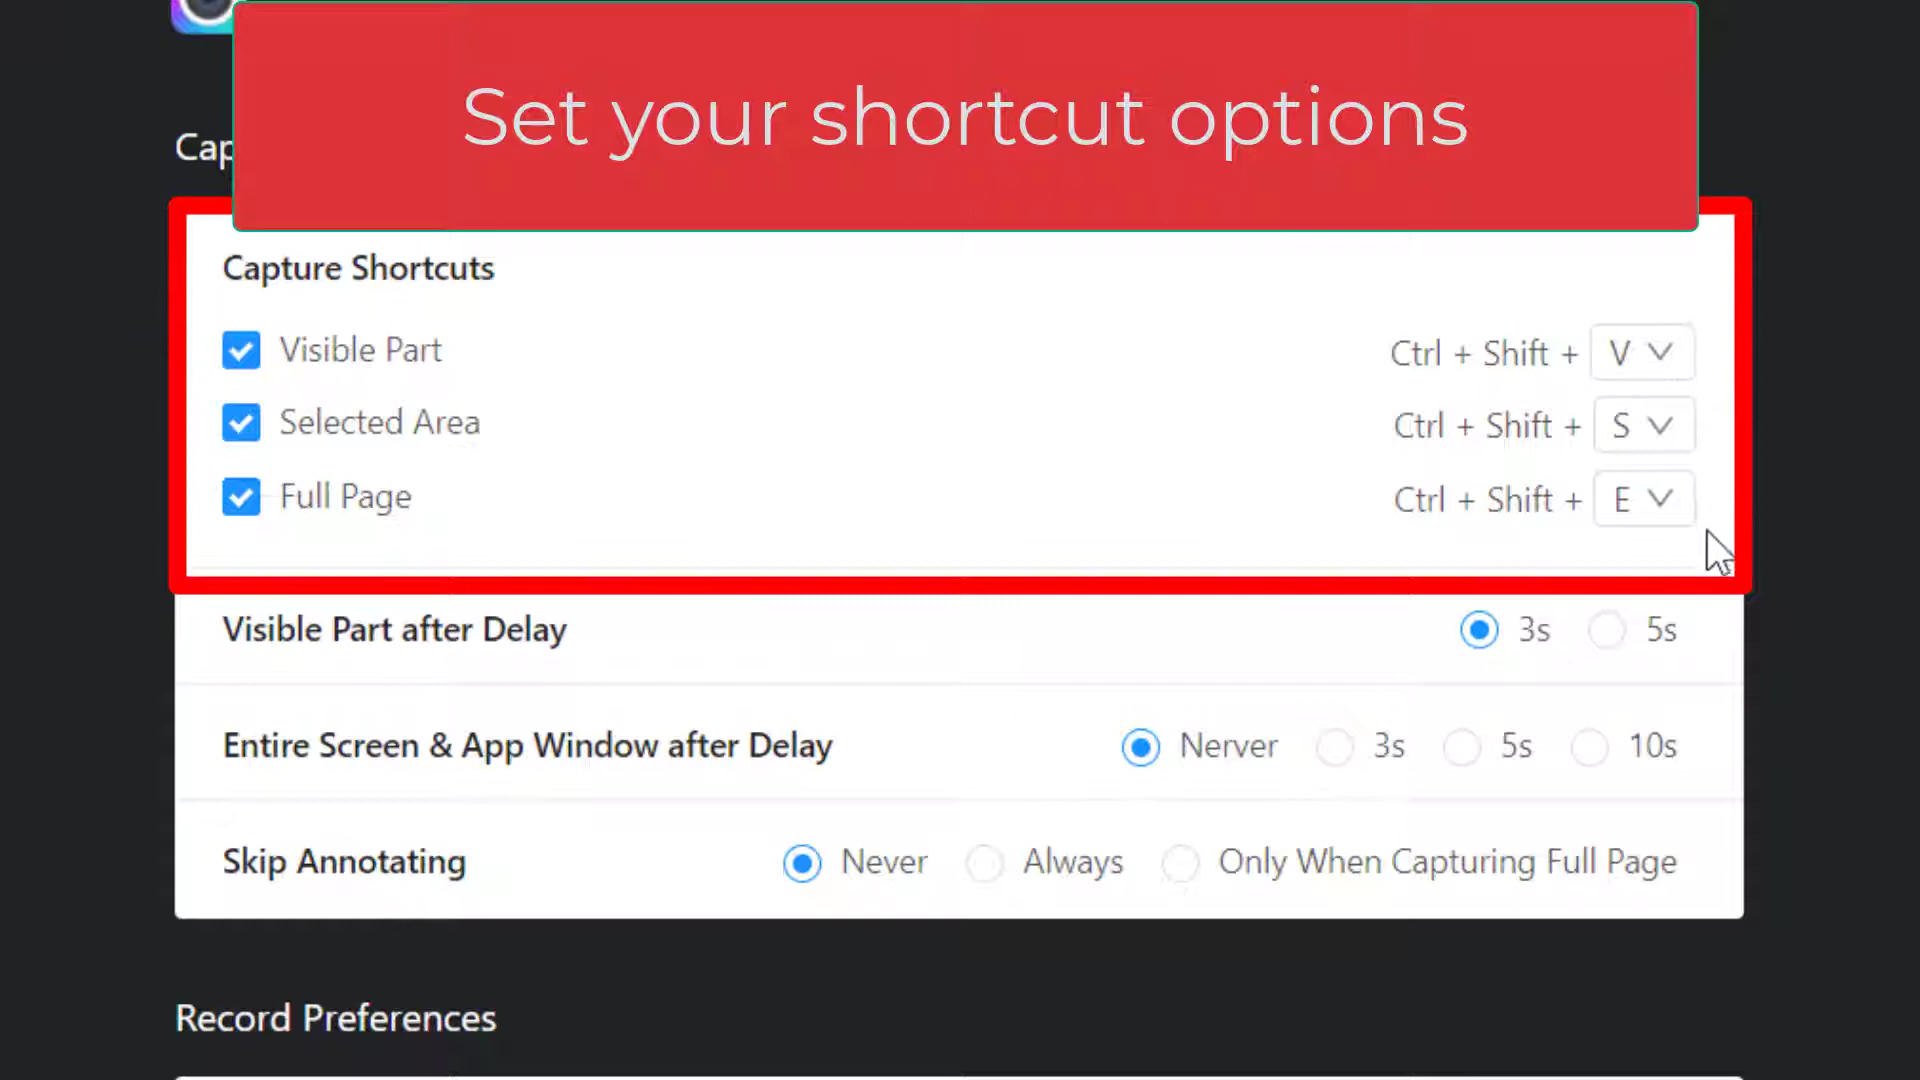 Set your shortcut options
Cap
Capture Shortcuts
Visible Part Ctrl + Shift + V
Selected Area Ctrl + Shift + S
Full Page Ctrl + Shift + E
Visible Part after Delay 3s 5s
Entire Screen & App Window after Delay Nerver 3s 5s 10s
Skip Annotating Never Always Only When Capturing Full Page
Record Preferences